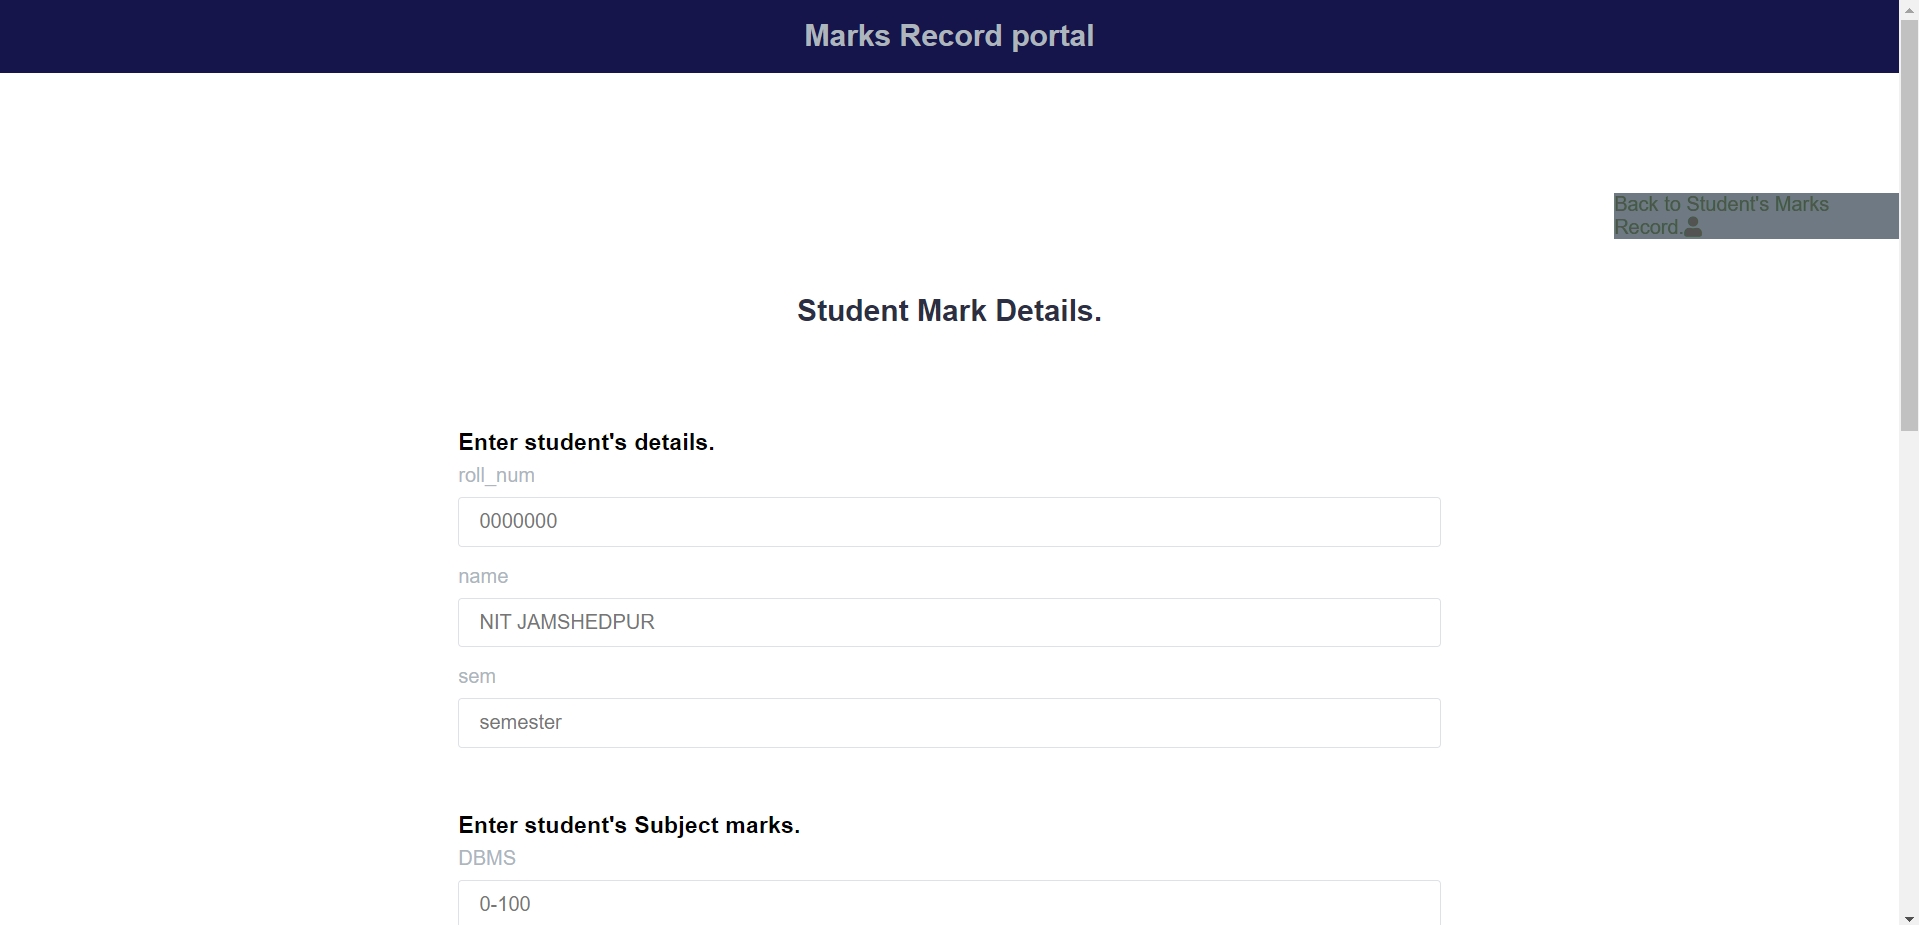 Marks Record portal
Back to Student's Marks
Record.
Student Mark Details.
Enter student's details.
roll_num
0000000
name
NIT JAMSHEDPUR
sem
semester
Enter student's Subject marks.
DBMS
0-100